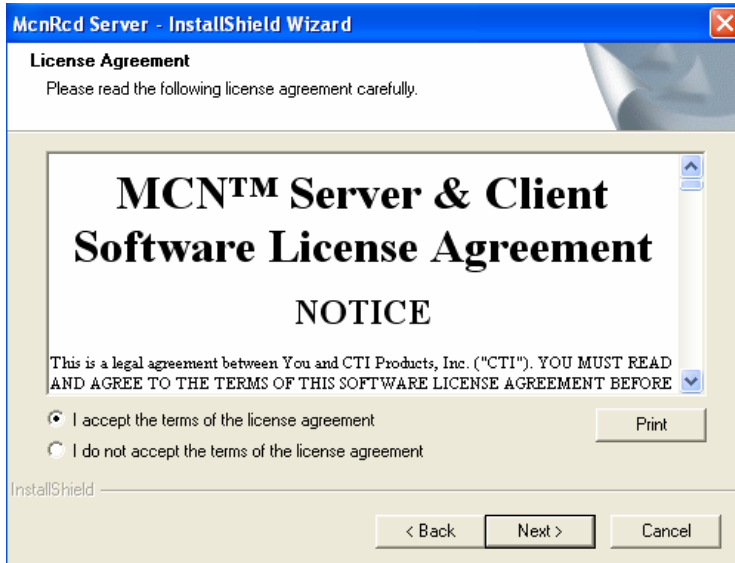 McnRcd Server - InstallShield Wizard
License Agreement
Please read the following license agreement carefully.
MCN™ Server & Client
Software License Agreement
NOTICE
This is a legal agreement between You and CTI Products, Inc. ("CTI"). YOU MUST READ
AND AGREE TO THE TERMS OF THIS SOFTWARE LICENSE AGREEMENT BEFORE
I accept the terms of the license agreement
Print
I do not accept the terms of the license agreement
InstallShield
< Back Next > Cancel